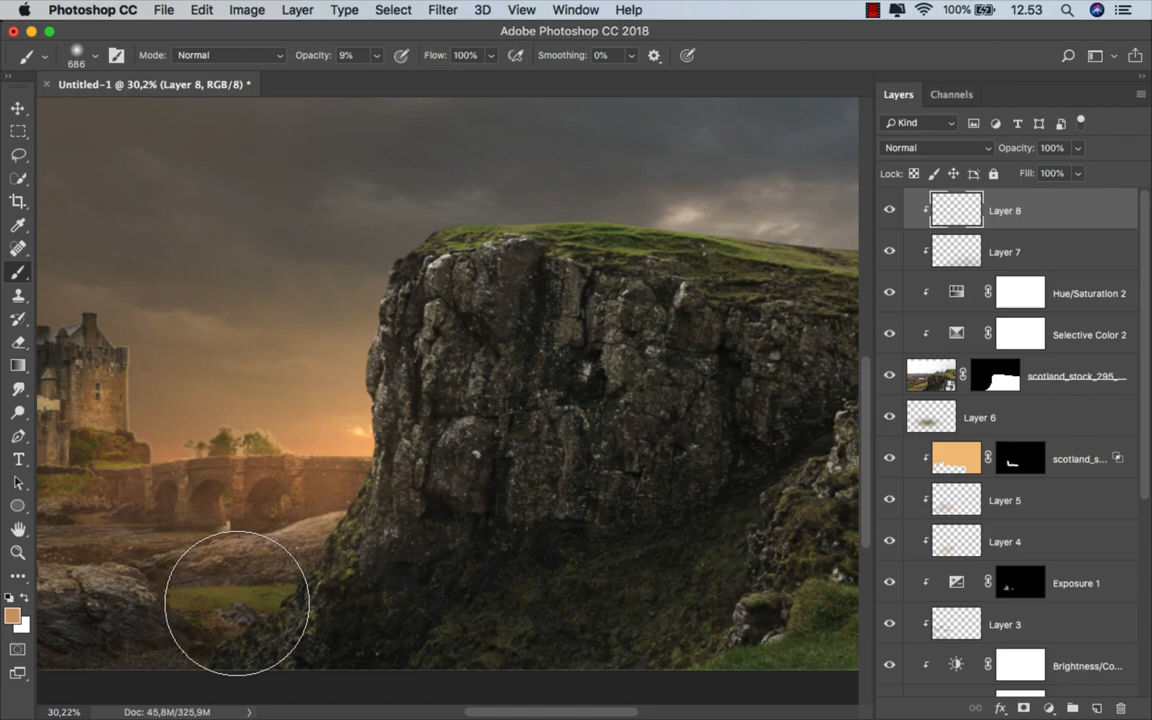 Photoshop CC File Edit Image Layer Type Select Filter 3D View Window Help 100% 12.53
Adobe Photoshop CC 2018
686 Mode: Normal Opacity: 9% Flow: 100% Smoothing: 0%
Untitled-1 @ 30,2% (Layer 8, RGB/8) *
Layers Channels
Kind
Normal Opacity: 100%
Lock: Fill: 100%
Layer 8
Layer 7
Hue/Saturation 2
Selective Color 2
scotland_stock_295_...
Layer 6
scotland_s...
Layer 5
Layer 4
Exposure 1
Layer 3
Brightness/Co...
30,22% Doc: 45,8M/325,9M